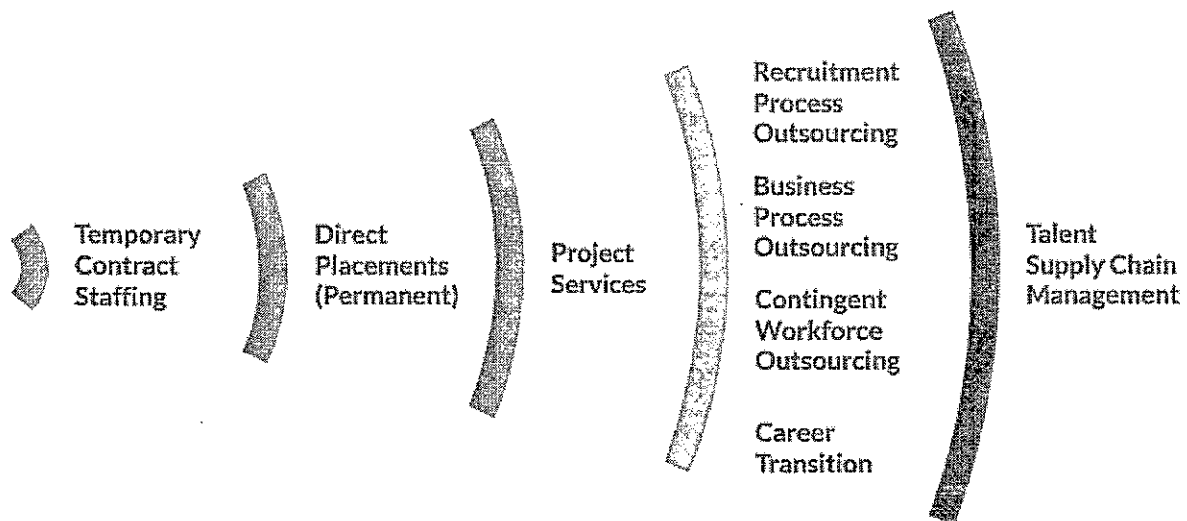 Temporary
Contract
Staffing
Direct
Placements
(Permanent)
Project
Services
Recruitment
Process
Outsourcing
Business
Process
Outsourcing
Contingent
Workforce
Outsourcing
Career
Transition
Talent
Supply Chain
Management